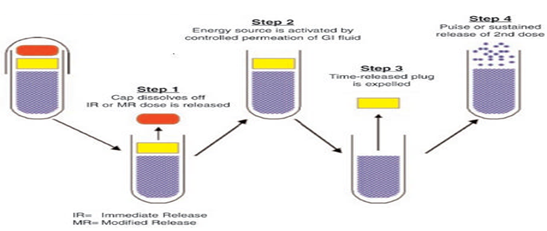 Step 1
Cap dissolves off
IR or MR dose is released
Step 2
Energy source is activated by
controlled permeation of GI fluid
Step 3
Time-released plug
is expelled
Step 4
Pulse or sustained
release of 2nd dose
IR= Immediate Release
MR= Modified Release